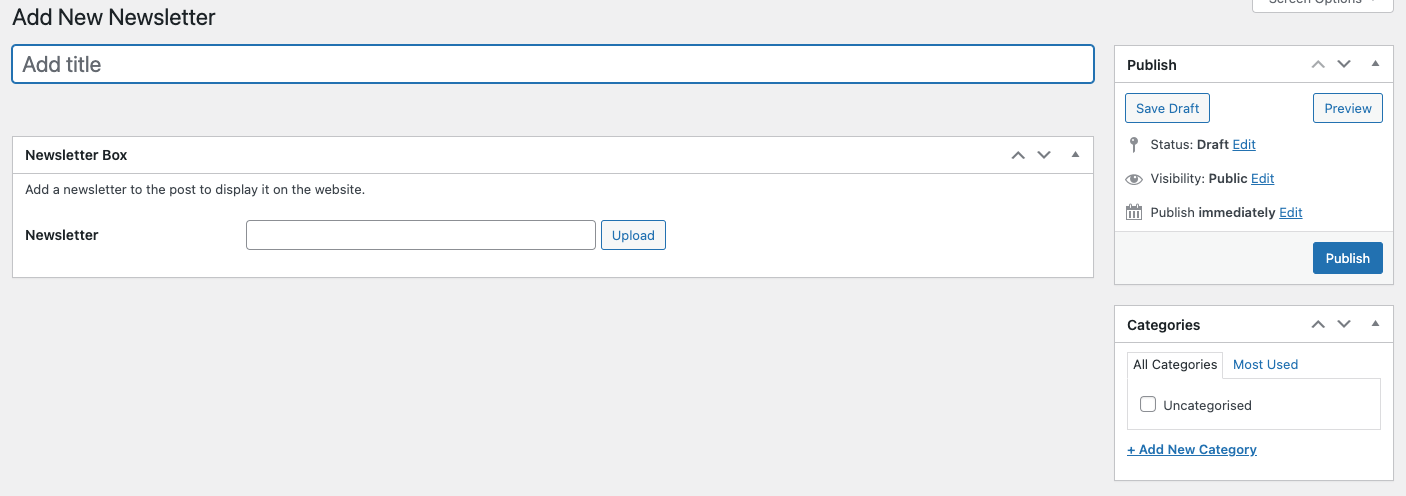 Screen Options
Add New Newsletter
Add title
Newsletter Box
Add a newsletter to the post to display it on the website.
Newsletter
Upload
Publish
Save Draft
Preview
Status: Draft Edit
Visibility: Public Edit
Publish immediately Edit
Publish
Categories
All Categories
Most Used
Uncategorised
+ Add New Category